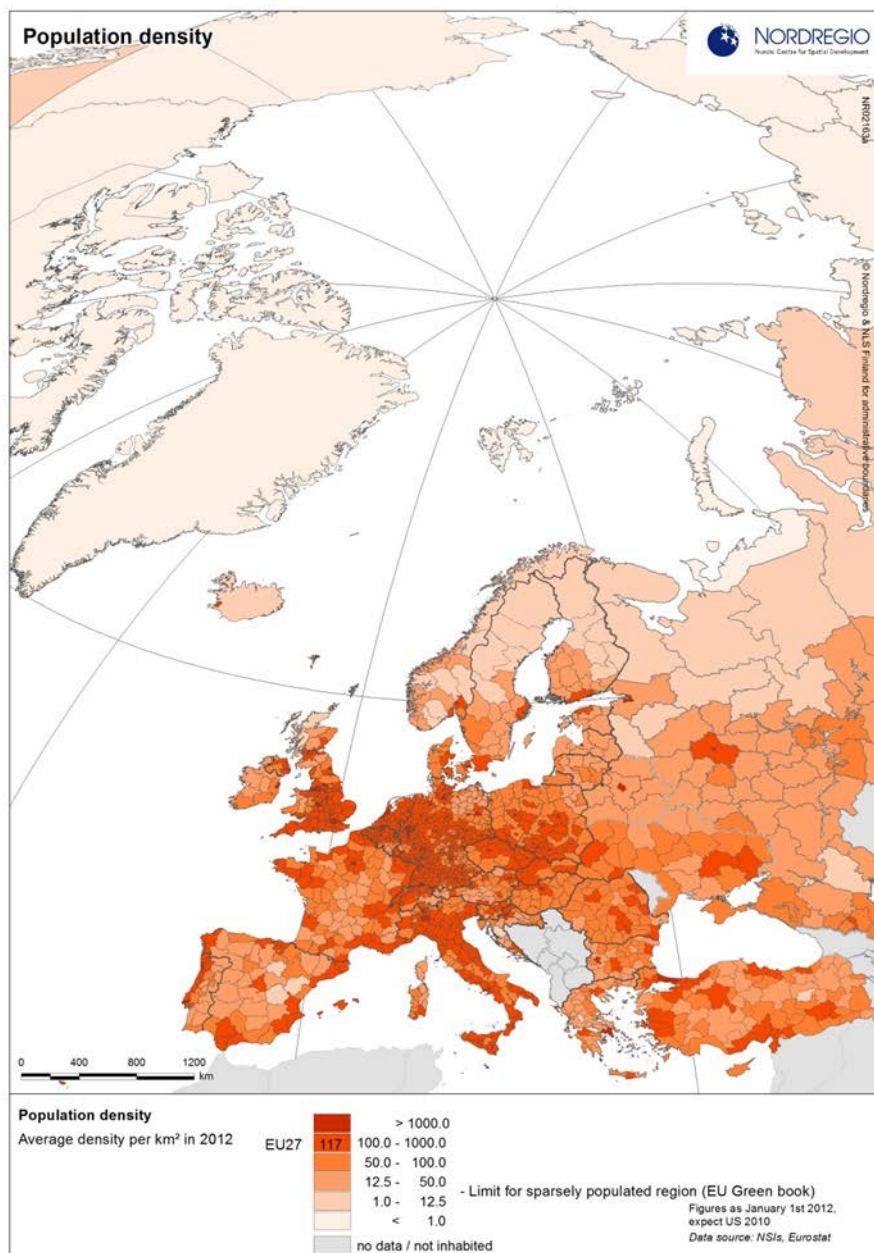 Population density
NORDREGIO
Nordic Centre for Spatial Development
NR02163a
© Nordregio & NLS Finland for administrative boundaries
0 400 800 1200
km
Population density
Average density per km² in 2012
EU27 117
> 1000.0
100.0 - 1000.0
50.0 - 100.0
12.5 - 50.0
1.0 - 12.5
< 1.0
no data / not inhabited
- Limit for sparsely populated region (EU Green book)
Figures as January 1st 2012,
expect US 2010
Data source: NSIs, Eurostat